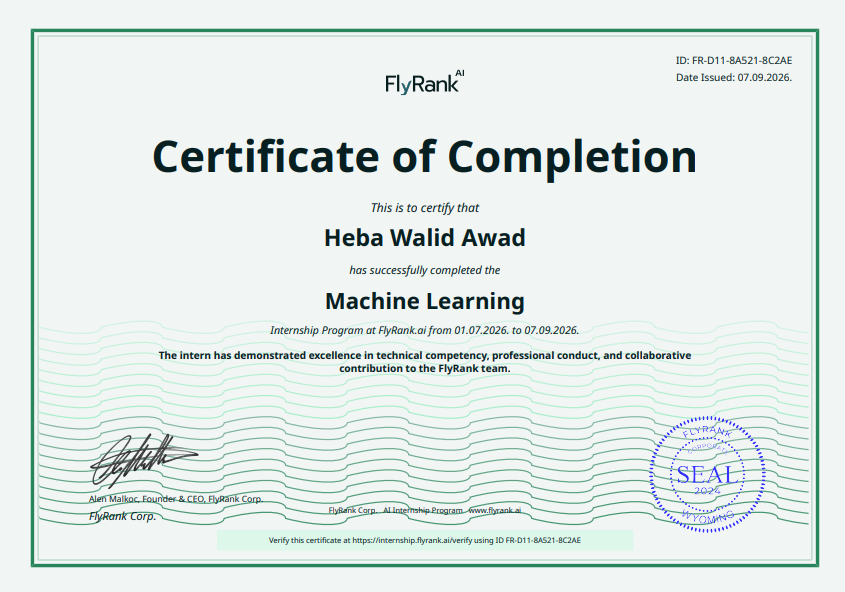 ID: FR-D11-8A521-8C2AE
Date Issued: 07.09.2026.
FlyRank AI
Certificate of Completion
This is to certify that
Heba Walid Awad
has successfully completed the
Machine Learning
Internship Program at FlyRank.ai from 01.07.2026. to 07.09.2026.
The intern has demonstrated excellence in technical competency, professional conduct, and collaborative
contribution to the FlyRank team.
FLYRANK
CORPORATE
SEAL
2024
WYOMING
Alen Malkoc, Founder & CEO, FlyRank Corp.
FlyRank Corp.
FlyRank Corp. AI Internship Program www.flyrank.ai
Verify this certificate at https://internship.flyrank.ai/verify using ID FR-D11-8A521-8C2AE